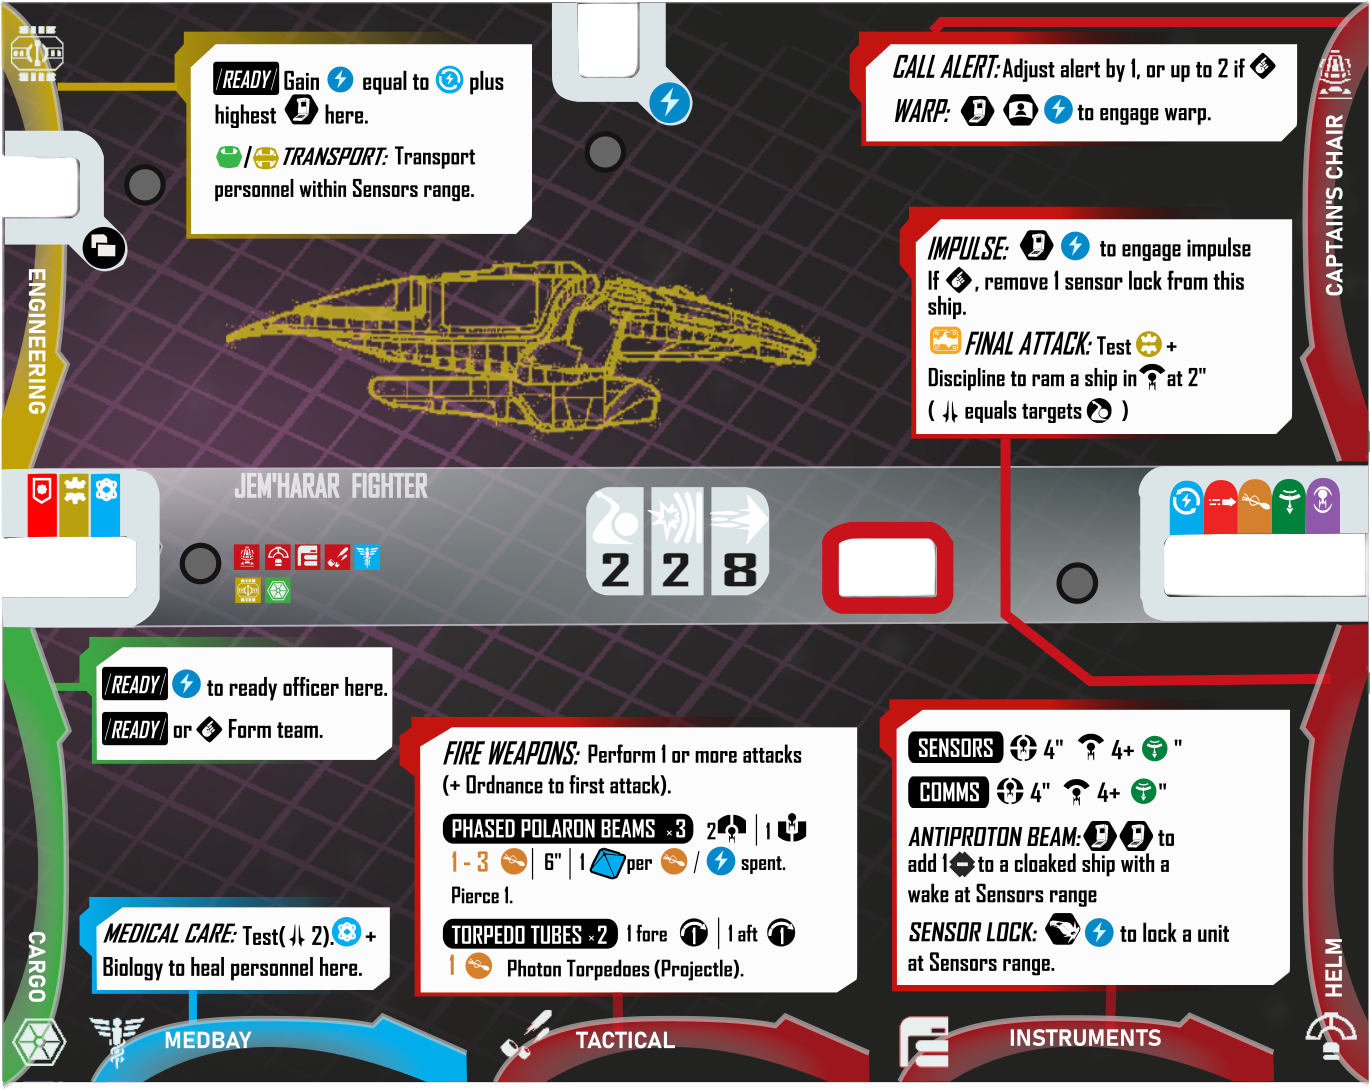 READY Gain equal to plus
highest here.
/ TRANSPORT: Transport
personnel within Sensors range.
CALL ALERT: Adjust alert by 1, or up to 2 if
WARP: to engage warp.
ENGINEERING
CAPTAIN'S CHAIR
IMPULSE: to engage impulse
If , remove 1 sensor lock from this
ship.
FINAL ATTACK: Test +
Discipline to ram a ship in at 2"
( equals targets )
JEM'HARAR FIGHTER
2 2 8
READY to ready officer here.
READY or Form team.
FIRE WEAPONS: Perform 1 or more attacks
(+ Ordnance to first attack).
PHASED POLARON BEAMS ×3 2 | 1
1 - 3 | 6" | 1 per / spent.
Pierce 1.
TORPEDO TUBES ×2 1 fore 1 | 1 aft 1
1 Photon Torpedoes (Projectle).
SENSORS 4" 4+ "
COMMS 4" 4+ "
ANTIPROTON BEAM: to
add 1 to a cloaked ship with a
wake at Sensors range
SENSOR LOCK: to lock a unit
at Sensors range.
MEDICAL CARE: Test( 2). +
Biology to heal personnel here.
CARGO
MEDBAY
TACTICAL
INSTRUMENTS
HELM